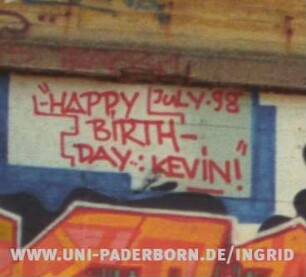 "HAPPY JULY.98
BIRTH-
DAY.: KEVIN!"
WWW.UNI-PADERBORN.DE/INGRID